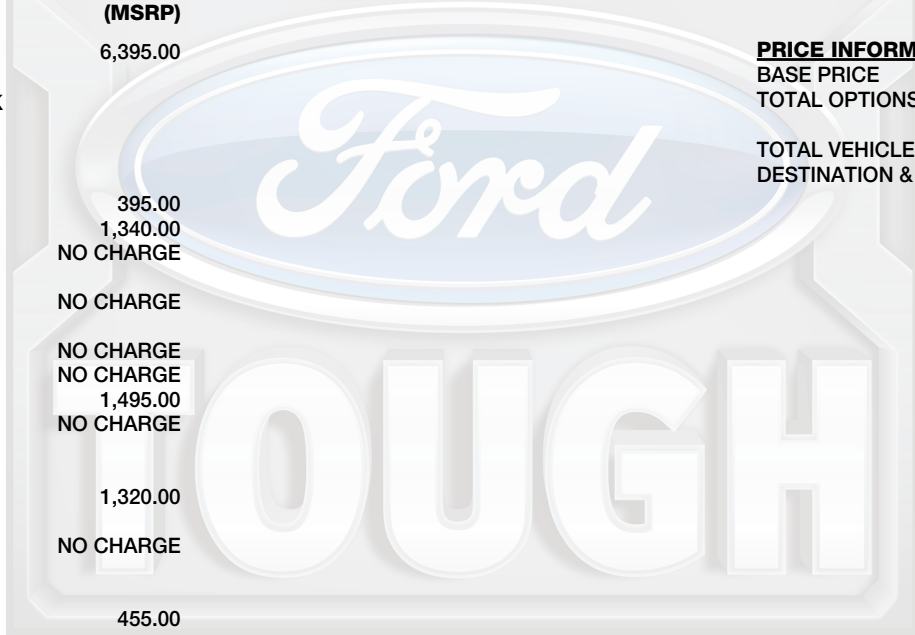 (MSRP)
6,395.00
PRICE INFORM
BASE PRICE
K
TOTAL OPTIONS
TOTAL VEHICLE
DESTINATION &
395.00
1,340.00
NO CHARGE
NO CHARGE
NO CHARGE
NO CHARGE
1,495.00
NO CHARGE
1,320.00
NO CHARGE
455.00
Ford
TOUGH